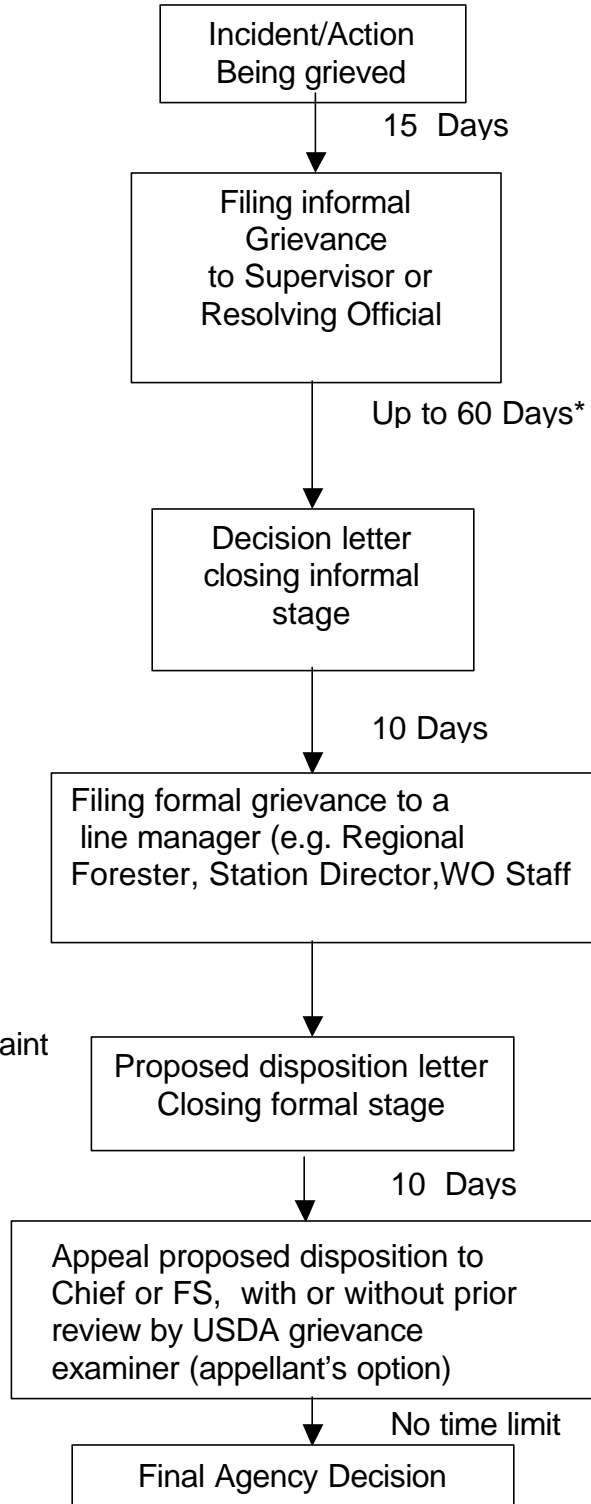 Incident/Action
Being grieved
15 Days
Filing informal
Grievance
to Supervisor or
Resolving Official
Up to 60 Days*
Decision letter
closing informal
stage
10 Days
Filing formal grievance to a
line manager (e.g. Regional
Forester, Station Director,WO Staff
aint
Proposed disposition letter
Closing formal stage
10 Days
Appeal proposed disposition to
Chief or FS, with or without prior
review by USDA grievance
examiner (appellant's option)
No time limit
Final Agency Decision